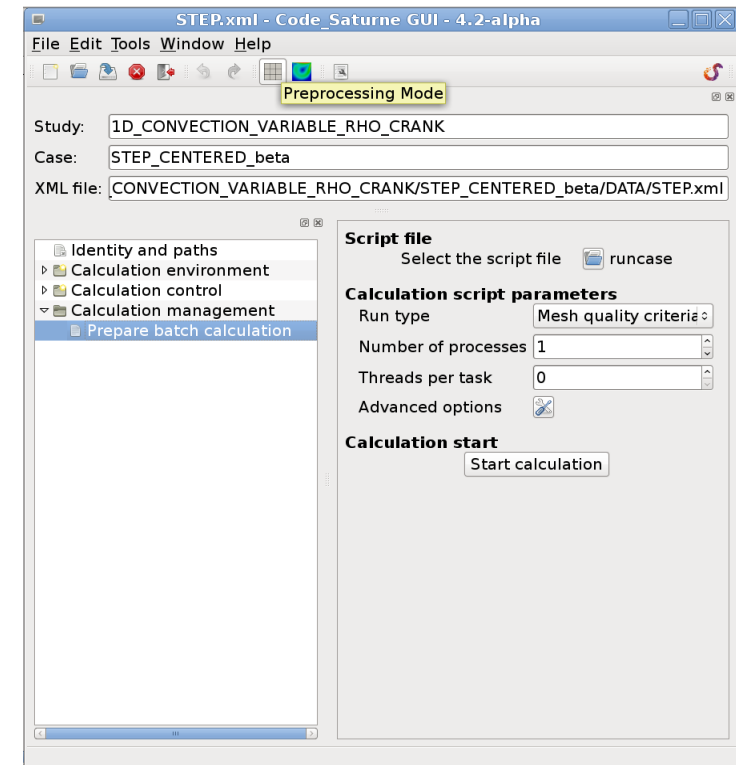 STEP.xml - Code_Saturne GUI - 4.2-alpha
File Edit Tools Window Help
Preprocessing Mode
Study: 1D_CONVECTION_VARIABLE_RHO_CRANK
Case: STEP_CENTERED_beta
XML file: _CONVECTION_VARIABLE_RHO_CRANK/STEP_CENTERED_beta/DATA/STEP.xml
Identity and paths
Calculation environment
Calculation control
Calculation management
Prepare batch calculation
Script file
Select the script file runcase
Calculation script parameters
Run type Mesh quality criteria
Number of processes 1
Threads per task 0
Advanced options
Calculation start
Start calculation